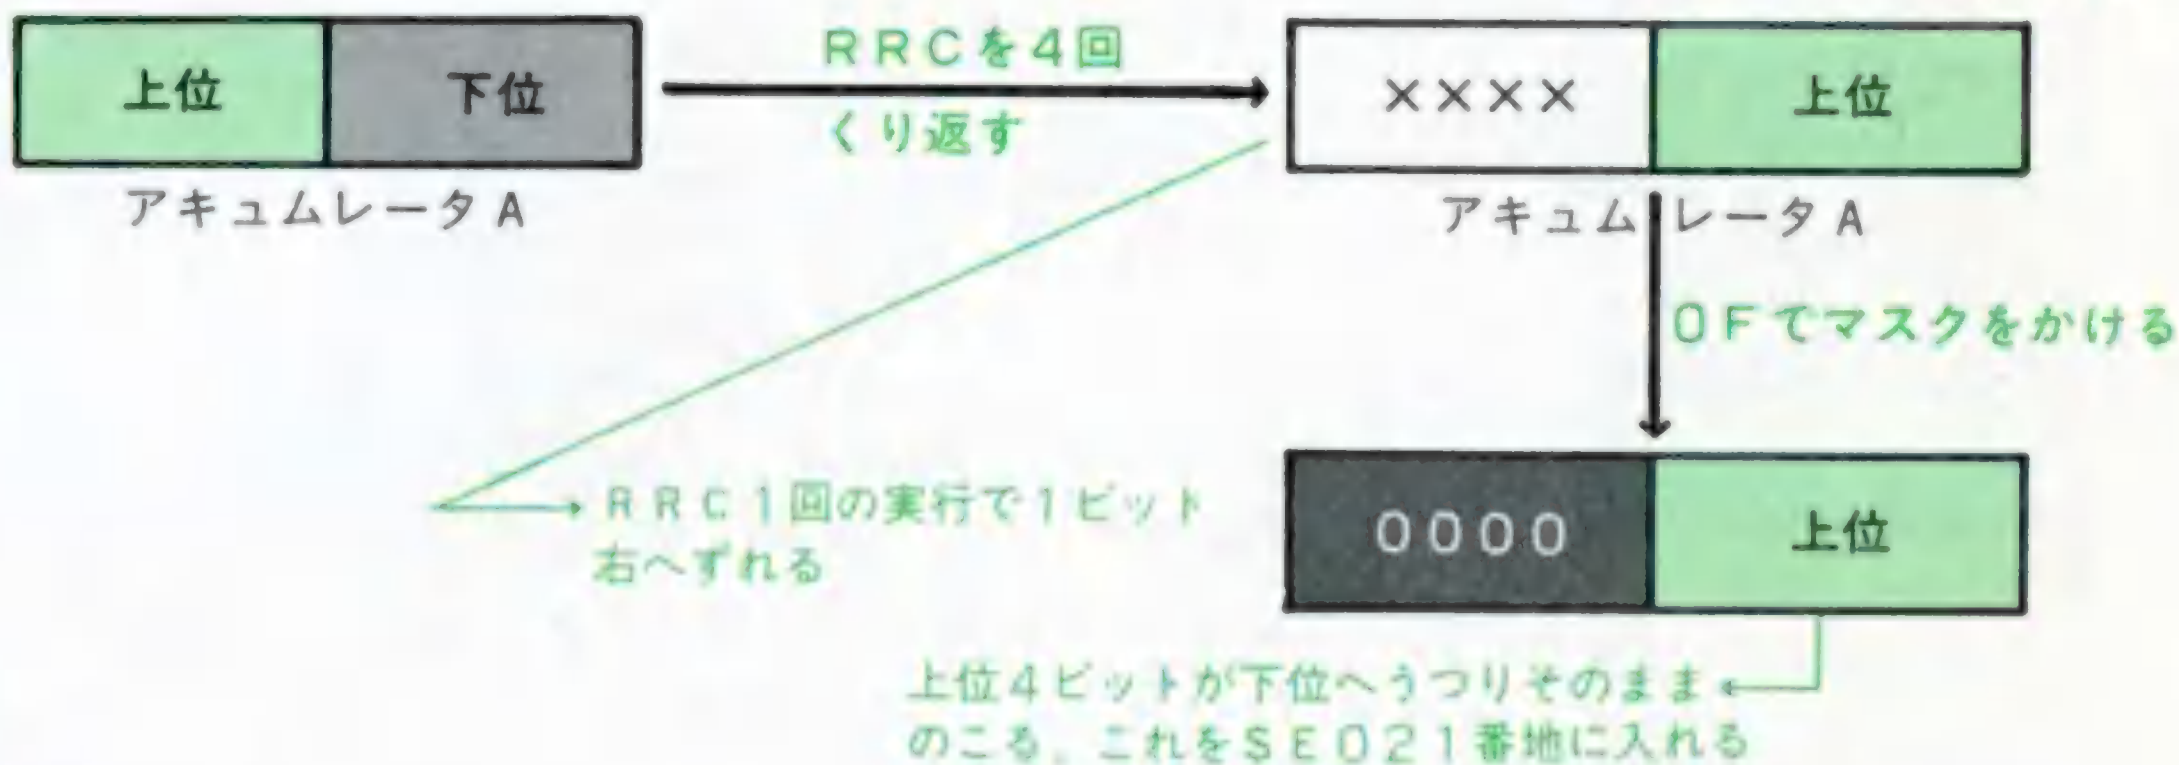 上位 下位
RRCを4回
くり返す
××××上位
アキュムレータA
アキュムレータA
0Fでマスクをかける
RRC1回の実行で1ビット
右へずれる
0000 上位
上位4ビットが下位へうつりそのまま
のこる。これを$E021番地に入れる